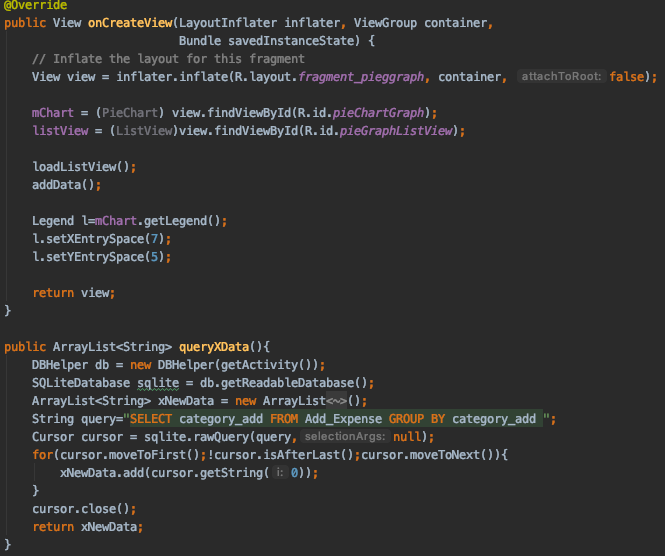 @Override
public View onCreateView(LayoutInflater inflater, ViewGroup container,
Bundle savedInstanceState) {
// Inflate the layout for this fragment
View view = inflater.inflate(R.layout.fragment_pieggraph, container, attachToRoot: false);
mChart = (PieChart) view.findViewById(R.id.pieChartGraph);
listView = (ListView)view.findViewById(R.id.pieGraphListView);
loadListView();
addData();
Legend l=mChart.getLegend();
l.setXEntrySpace(7);
l.setYEntrySpace(5);
return view;
}
public ArrayList<String> queryXData(){
DBHelper db = new DBHelper(getActivity());
SQLiteDatabase sqlite = db.getReadableDatabase();
ArrayList<String> xNewData = new ArrayList<~>();
String query="SELECT category_add FROM Add_Expense GROUP BY category_add ";
Cursor cursor = sqlite.rawQuery(query, selectionArgs: null);
for(cursor.moveToFirst();!cursor.isAfterLast();cursor.moveToNext()){
xNewData.add(cursor.getString( i: 0));
}
cursor.close();
return xNewData;
}